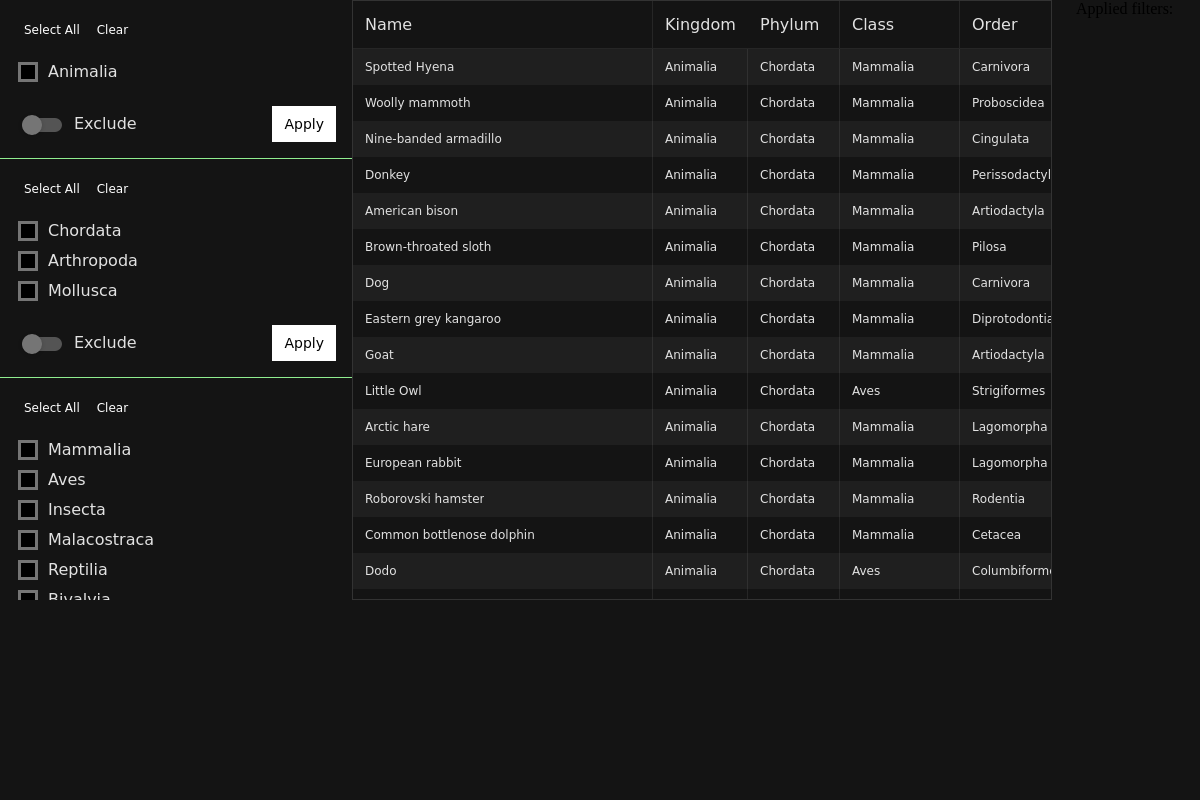 Select All Clear
Animalia
Exclude Apply
Select All Clear
Chordata
Arthropoda
Mollusca
Exclude Apply
Select All Clear
Mammalia
Aves
Insecta
Malacostraca
Reptilia
Bivalvia
Name Kingdom Phylum Class Order
Spotted Hyena Animalia Chordata Mammalia Carnivora
Woolly mammoth Animalia Chordata Mammalia Proboscidea
Nine-banded armadillo Animalia Chordata Mammalia Cingulata
Donkey Animalia Chordata Mammalia Perissodactyl
American bison Animalia Chordata Mammalia Artiodactyla
Brown-throated sloth Animalia Chordata Mammalia Pilosa
Dog Animalia Chordata Mammalia Carnivora
Eastern grey kangaroo Animalia Chordata Mammalia Diprotodontia
Goat Animalia Chordata Mammalia Artiodactyla
Little Owl Animalia Chordata Aves Strigiformes
Arctic hare Animalia Chordata Mammalia Lagomorpha
European rabbit Animalia Chordata Mammalia Lagomorpha
Roborovski hamster Animalia Chordata Mammalia Rodentia
Common bottlenose dolphin Animalia Chordata Mammalia Cetacea
Dodo Animalia Chordata Aves Columbiforme
Applied filters: